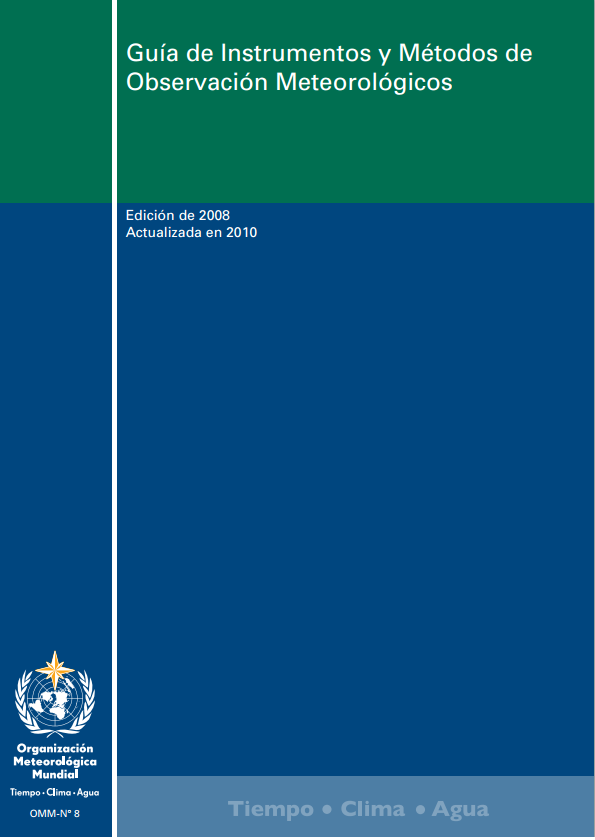 Guía de Instrumentos y Métodos de
Observación Meteorológicos
Edición de 2008
Actualizada en 2010
Organización
Meteorológica
Mundial
Tiempo · Clima · Agua
OMM-Nº 8
Tiempo • Clima • Agua